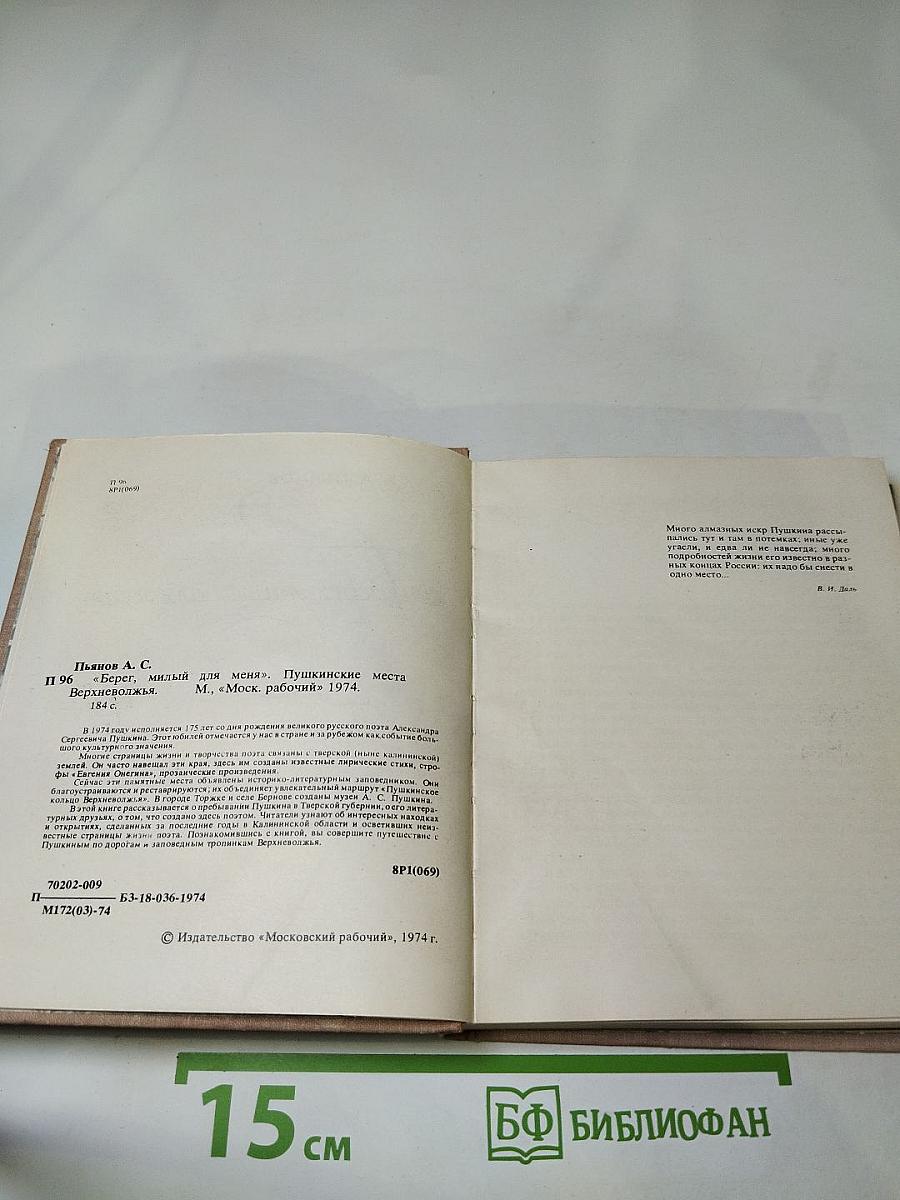 П 96
8Р1(069)
Пьянов А. С.
П 96 «Берег, милый для меня». Пушкинские места
Верхневолжья. М., «Моск. рабочий» 1974.
184 с.
В 1974 году исполняется 175 лет со дня рождения великого русского поэта Александра
Сергеевича Пушкина. Этот юбилей отмечается у нас в стране и за рубежом как событие боль-
шого культурного значения.
Многие страницы жизни и творчества поэта связаны с тверской (ныне калининской)
землей. Он часто навещал эти края, здесь им созданы известные лирические стихи, стро-
фы «Евгения Онегина», прозаические произведения.
Сейчас эти памятные места объявлены историко-литературным заповедником. Они
благоустраиваются и реставрируются; их объединяет увлекательный маршрут «Пушкинское
кольцо Верхневолжья». В городе Торжке и селе Бернове созданы музеи А. С. Пушкина.
В этой книге рассказывается о пребывании Пушкина в Тверской губернии, о его литера-
турных друзьях, о том, что создано здесь поэтом. Читатели узнают об интересных находках
и открытиях, сделанных за последние годы в Калининской области и осветивших неиз-
вестные страницы жизни поэта. Познакомившись с книгой, вы совершите путешествие с
Пушкиным по дорогам и заповедным тропинкам Верхневолжья.
8Р1(069)
70202-009
П БЗ-18-036-1974
М172(03)-74
© Издательство «Московский рабочий», 1974 г.
Много алмазных искр Пушкина рассы-
пались тут и там в потемках; иные уже
угасли, и едва ли не навсегда; много
подробностей жизни его известно в раз-
ных концах России: их надо бы снести в
одно место...
В. И. Даль
15 см
БФ БИБЛИОФАН